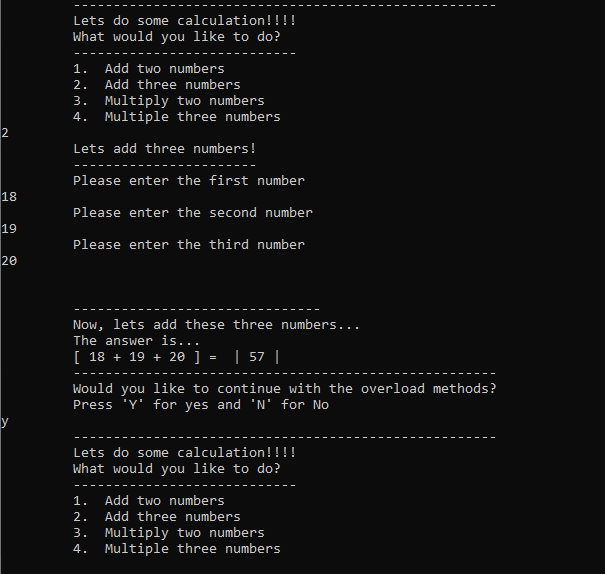 -----------------------------------------------------
Lets do some calculation!!!!
What would you like to do?
----------------------------
1.  Add two numbers
2.  Add three numbers
3.  Multiply two numbers
4.  Multiple three numbers
2
Lets add three numbers!
-----------------------
Please enter the first number
18
Please enter the second number
19
Please enter the third number
20
-------------------------------
Now, lets add these three numbers...
The answer is...
[ 18 + 19 + 20 ] =  | 57 |
-----------------------------------------------------
Would you like to continue with the overload methods?
Press 'Y' for yes and 'N' for No
y
-----------------------------------------------------
Lets do some calculation!!!!
What would you like to do?
----------------------------
1.  Add two numbers
2.  Add three numbers
3.  Multiply two numbers
4.  Multiple three numbers